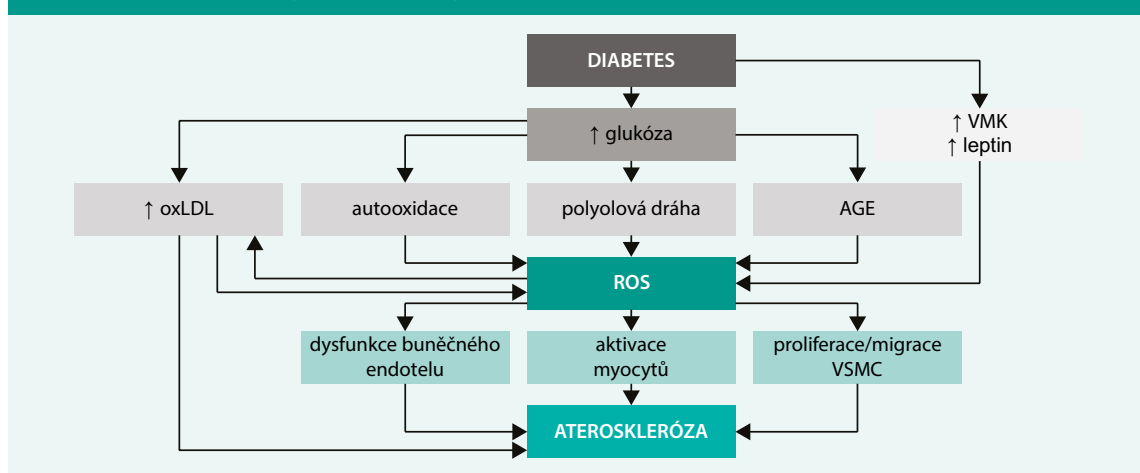 DIABETES
↑ glukóza
↑ VMK
↑ leptin
↑ oxLDL
autooxidace
polyolová dráha
AGE
ROS
dysfunkce buněčného
endotelu
aktivace
myocytů
proliferace/migrace
VSMC
ATEROSKLERÓZA